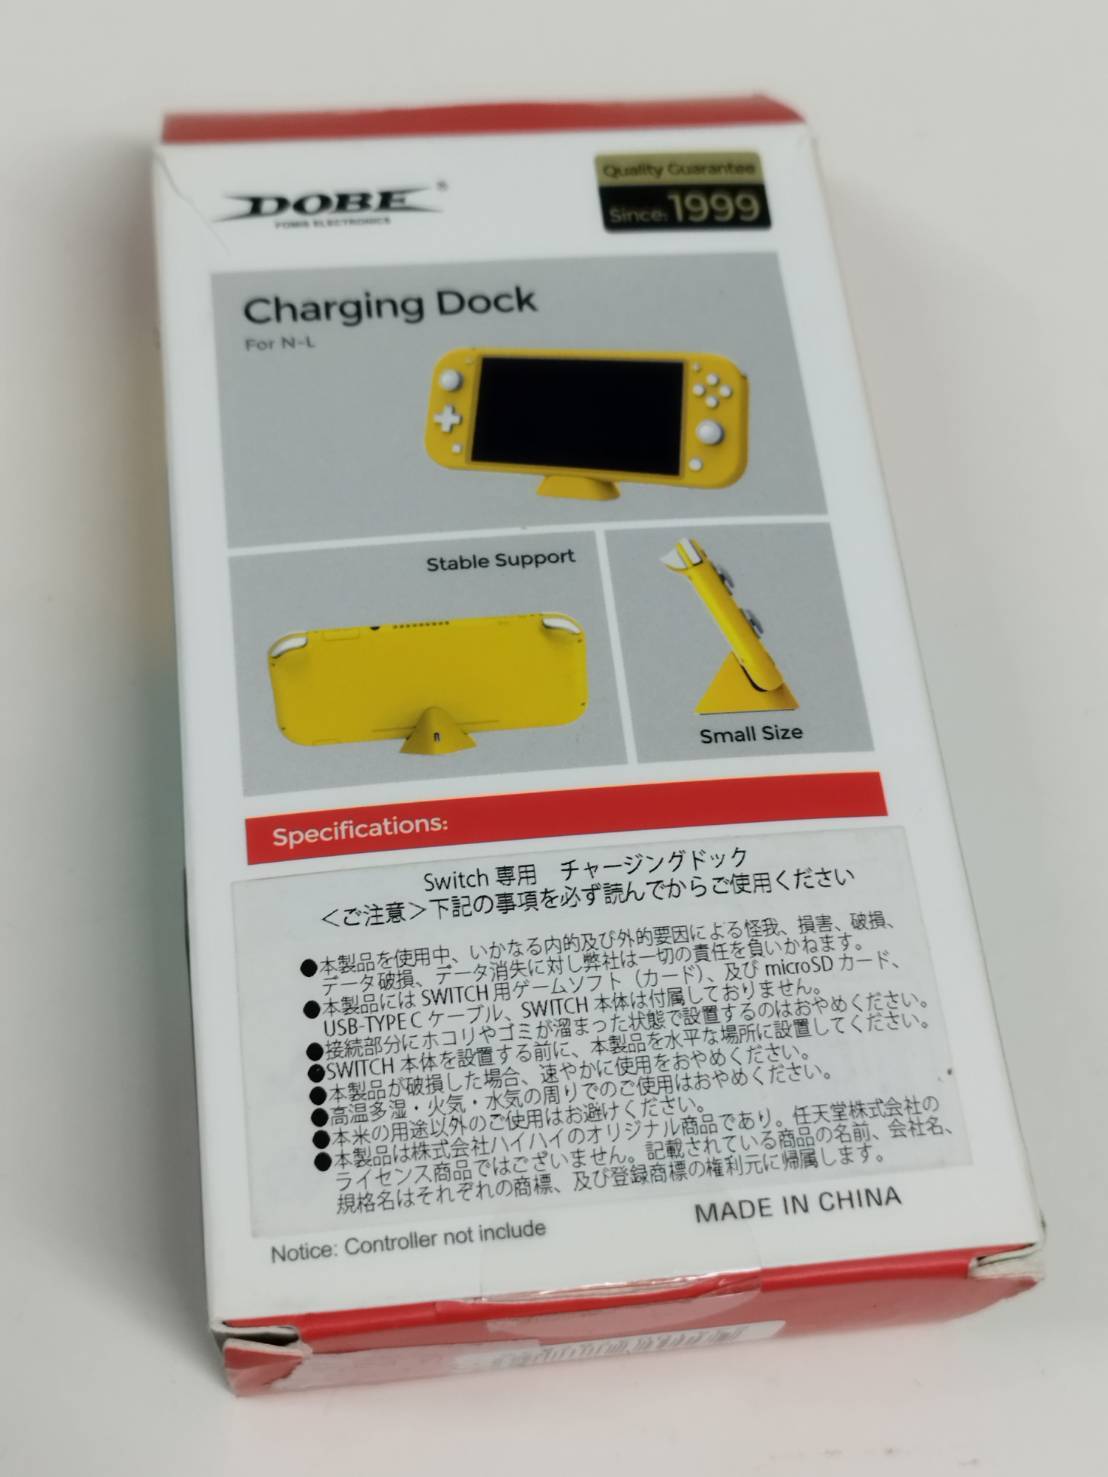 DOBE®
YOMIS ELECTRONICS
Quality Guarantee
Since: 1999
Charging Dock
For N-L
Stable Support
Small Size
Specifications:
Switch 専用　チャージングドック
＜ご注意＞下記の事項を必ず読んでからご使用ください
●本製品を使用中、いかなる内的及び外的要因による怪我、損害、破損、
データ破損、データ消失に対し弊社は一切の責任を負いかねます。
●本製品には SWITCH 用ゲームソフト（カード）、及び microSD カード、
USB-TYPE C ケーブル、SWITCH 本体は付属しておりません。
●接続部分にホコリやゴミが溜まった状態で設置するのはおやめください。
●SWITCH 本体を設置する前に、本製品を水平な場所に設置してください。
●本製品が破損した場合、速やかに使用をおやめください。
●高温多湿・火気・水気の周りでのご使用はおやめください。
●本米の用途以外のご使用はお避けください。
●本製品は株式会社ハイハイのオリジナル商品であり。任天堂株式会社の
ライセンス商品ではございません。記載されている商品の名前、会社名、
規格名はそれぞれの商標、及び登録商標の権利元に帰属します。
Notice: Controller not include
MADE IN CHINA